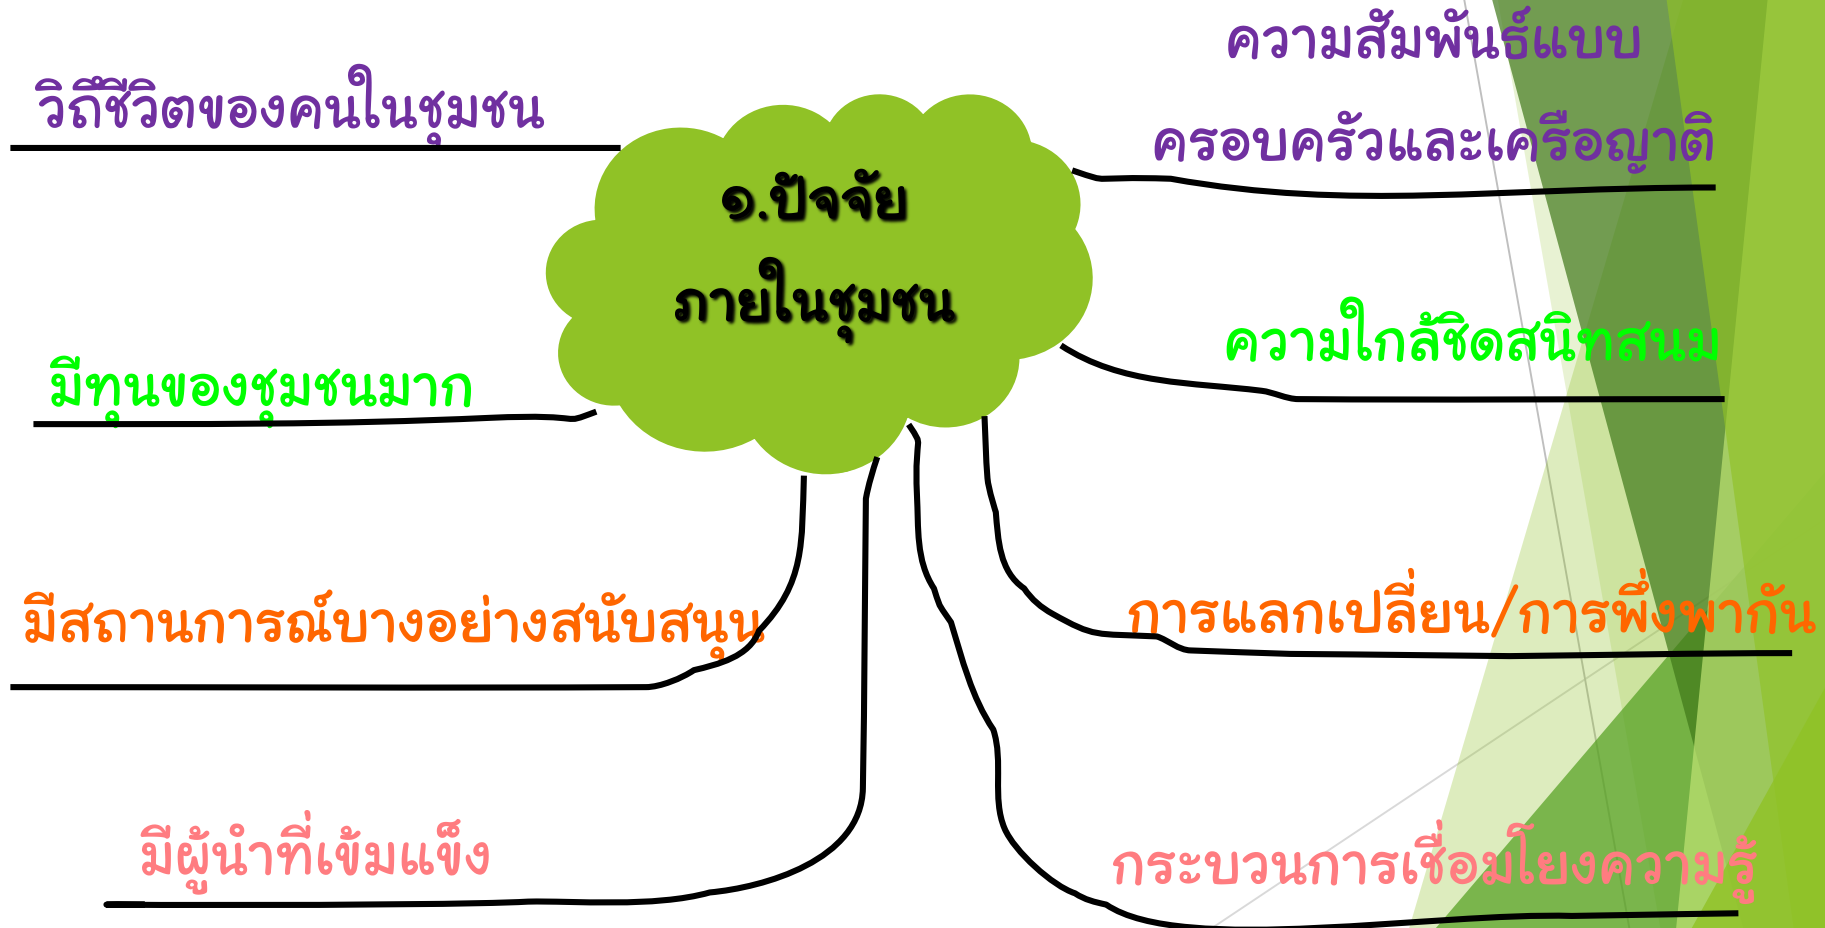 ๑.ปัจจัย
ภายในชุมชน
วิถีชีวิตของคนในชุมชน
มีทุนของชุมชนมาก
มีสถานการณ์บางอย่างสนับสนุน
มีผู้นำที่เข้มแข็ง
ความสัมพันธ์แบบ
ครอบครัวและเครือญาติ
ความใกล้ชิดสนิทสนม
การแลกเปลี่ยน/การพึ่งพากัน
กระบวนการเชื่อมโยงความรู้